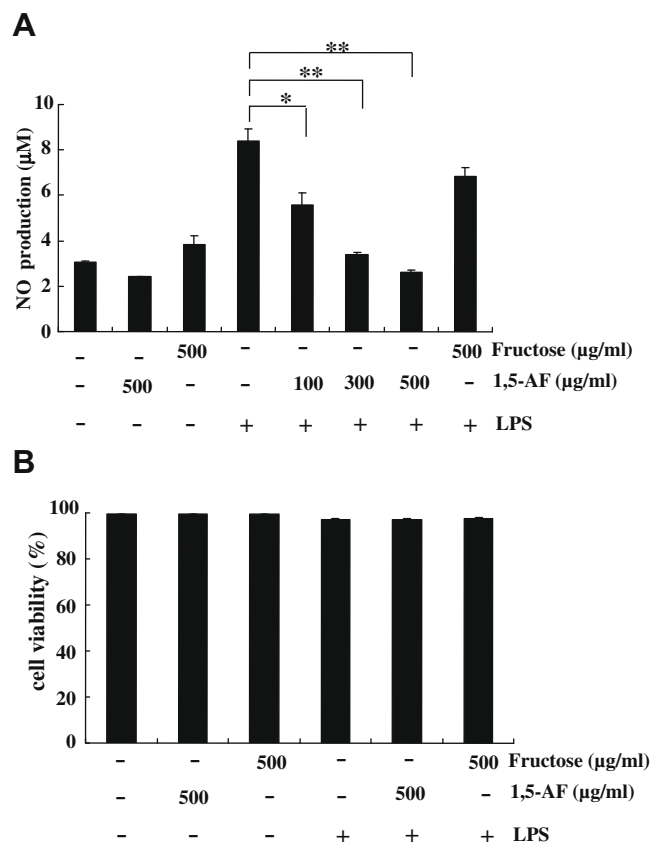 A
**
**
*
10
8
6
4
2
0
NO production (μM)
– – 500 – – – – 500 Fructose (μg/ml)
– 500 – – 100 300 500 – 1,5-AF (μg/ml)
– – – + + + + + LPS
B
100
80
60
40
20
0
cell viability (%)
– – 500 – – 500 Fructose (μg/ml)
– 500 – – 500 – 1,5-AF (μg/ml)
– – – + + + LPS